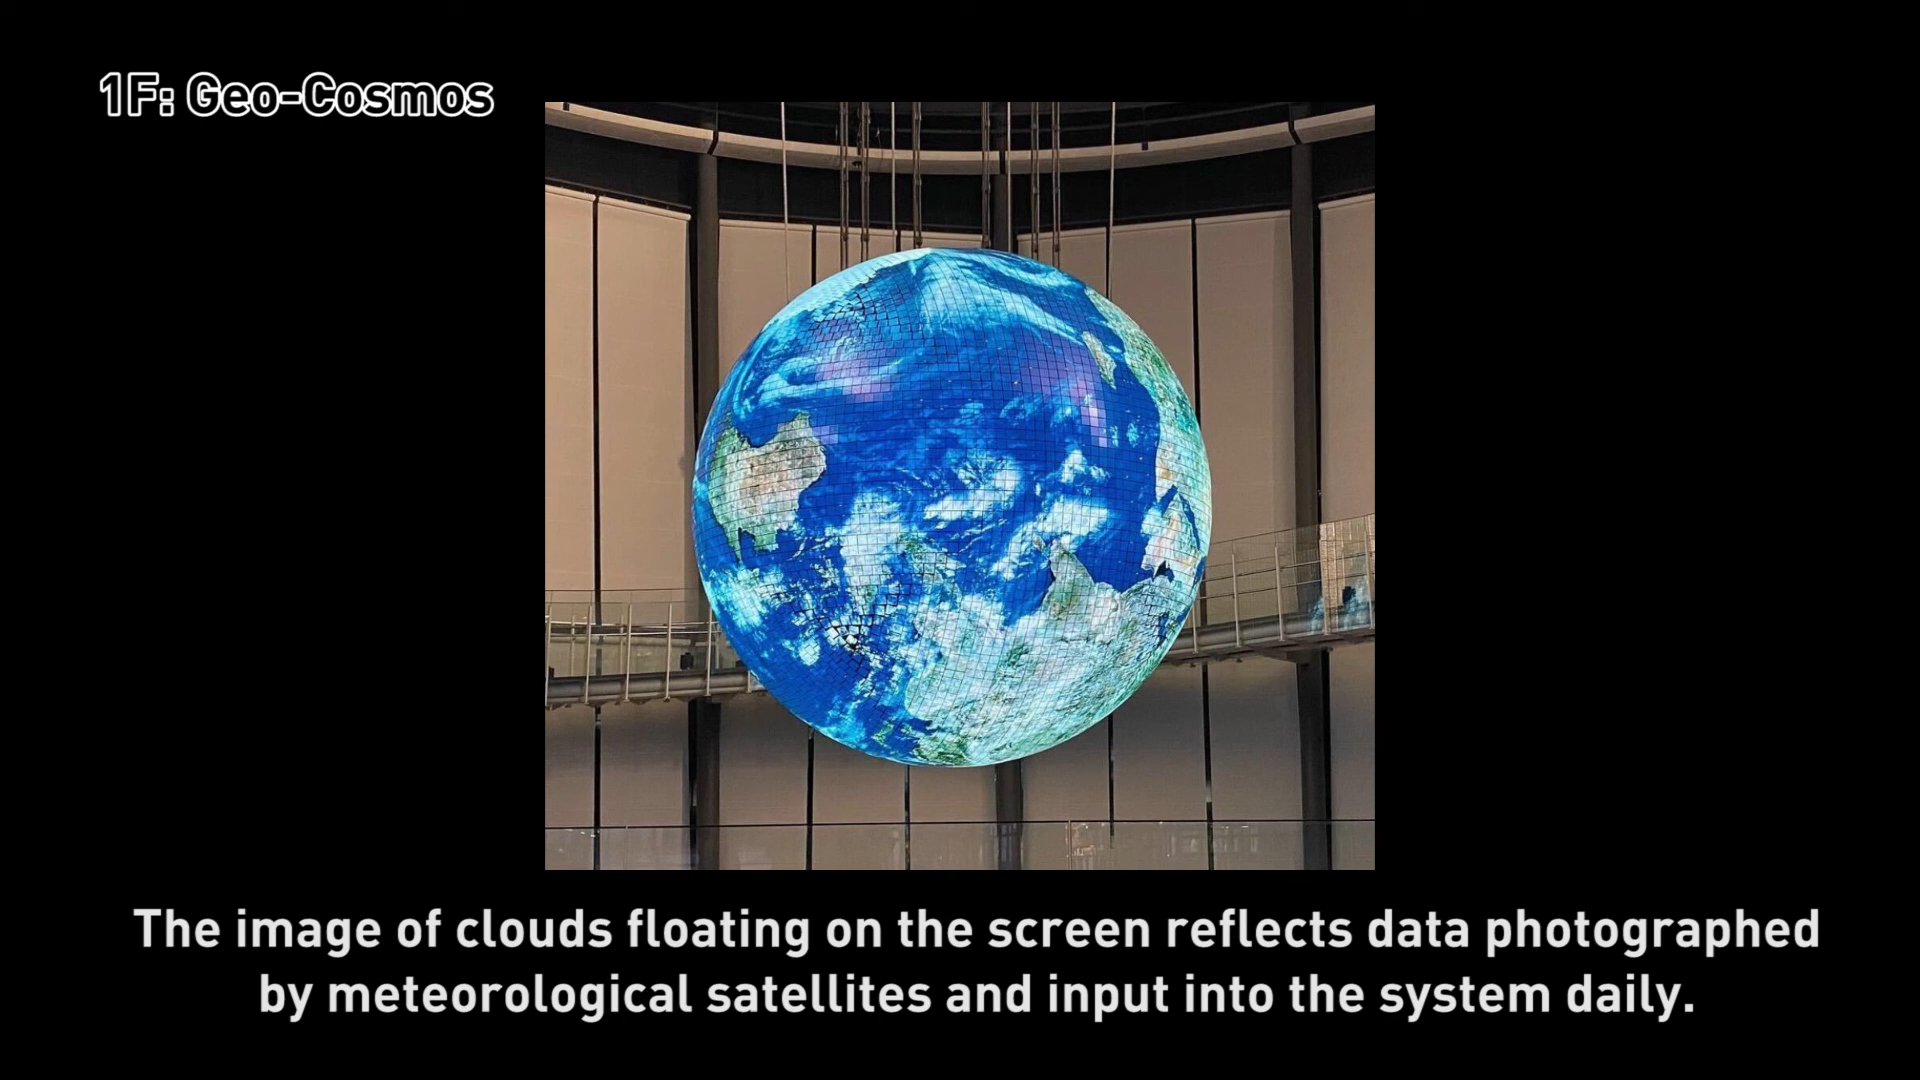 1F: Geo-Cosmos
The image of clouds floating on the screen reflects data photographed
by meteorological satellites and input into the system daily.